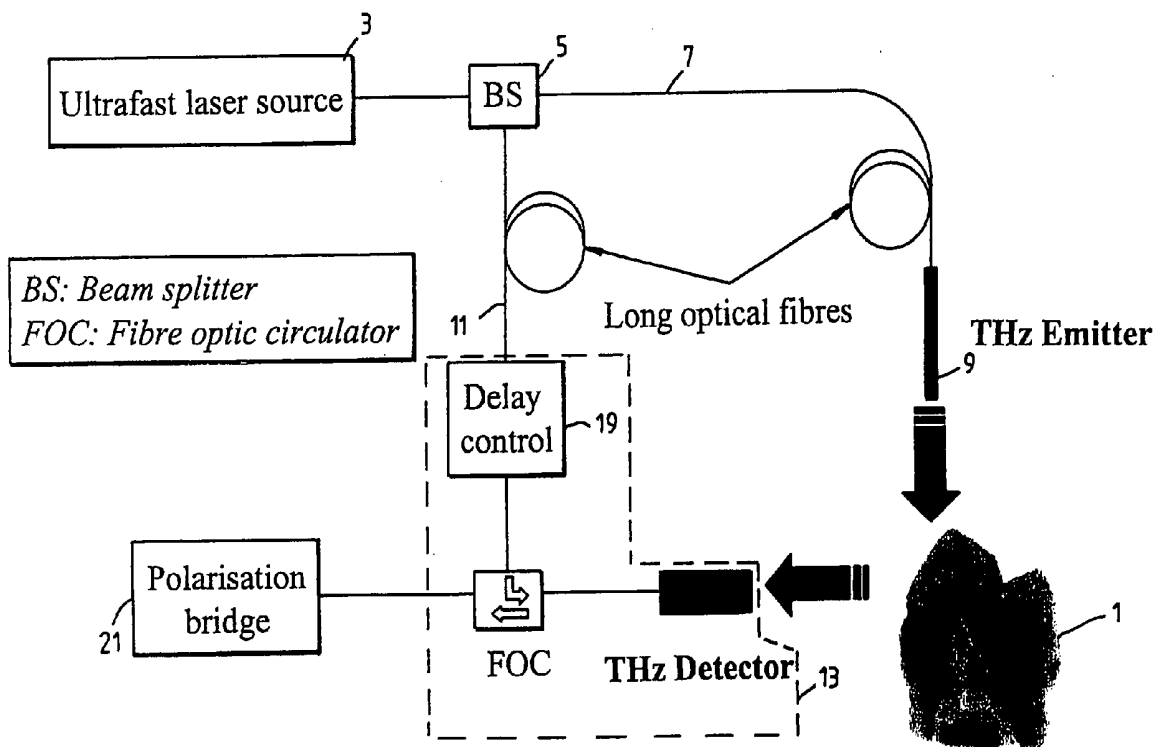 3
Ultrafast laser source
5
BS
7
BS: Beam splitter
FOC: Fibre optic circulator
11
Long optical fibres
THz Emitter
9
Delay
control
19
Polarisation
bridge
21
FOC
THz Detector
13
1